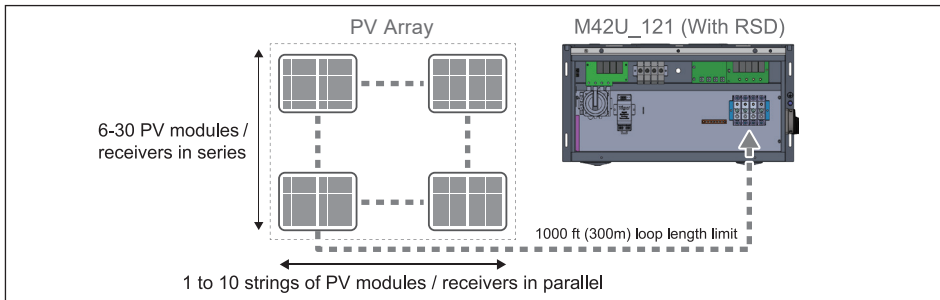 PV Array
M42U_121 (With RSD)
6-30 PV modules /
receivers in series
1000 ft (300m) loop length limit
1 to 10 strings of PV modules / receivers in parallel